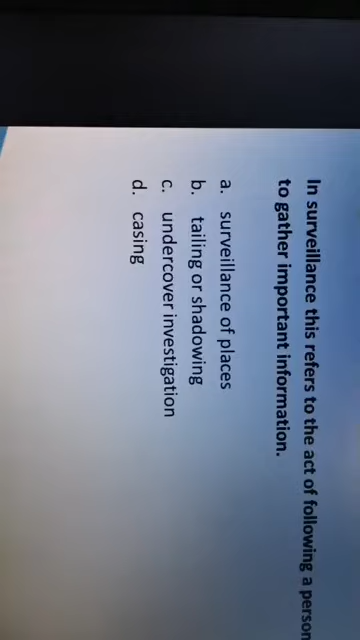 In surveillance this refers to the act of following a person
to gather important information.
a. surveillance of places
b. tailing or shadowing
c. undercover investigation
d. casing